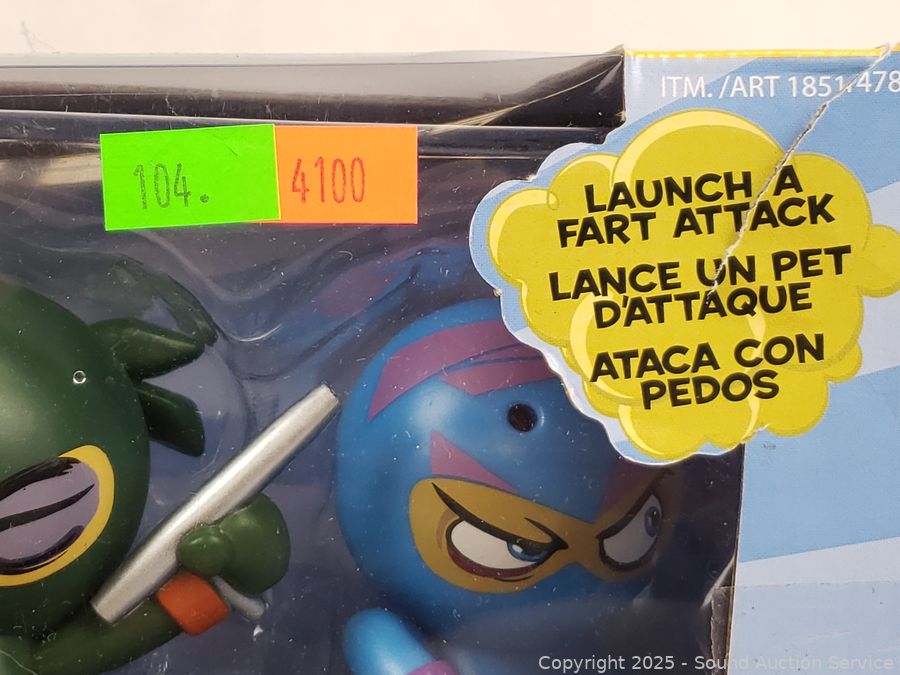 ITM. /ART 1851478
104.
4100
LAUNCH A
FART ATTACK
LANCE UN PET
D'ATTAQUE
ATACA CON
PEDOS
Copyright 2025 - Sound Auction Service